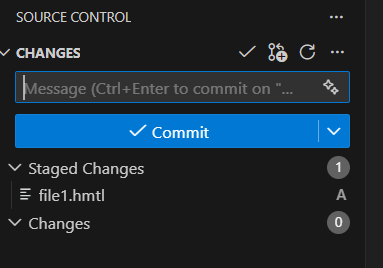 SOURCE CONTROL
CHANGES
Message (Ctrl+Enter to commit on "...
Commit
Staged Changes 1
file1.hmtl A
Changes 0